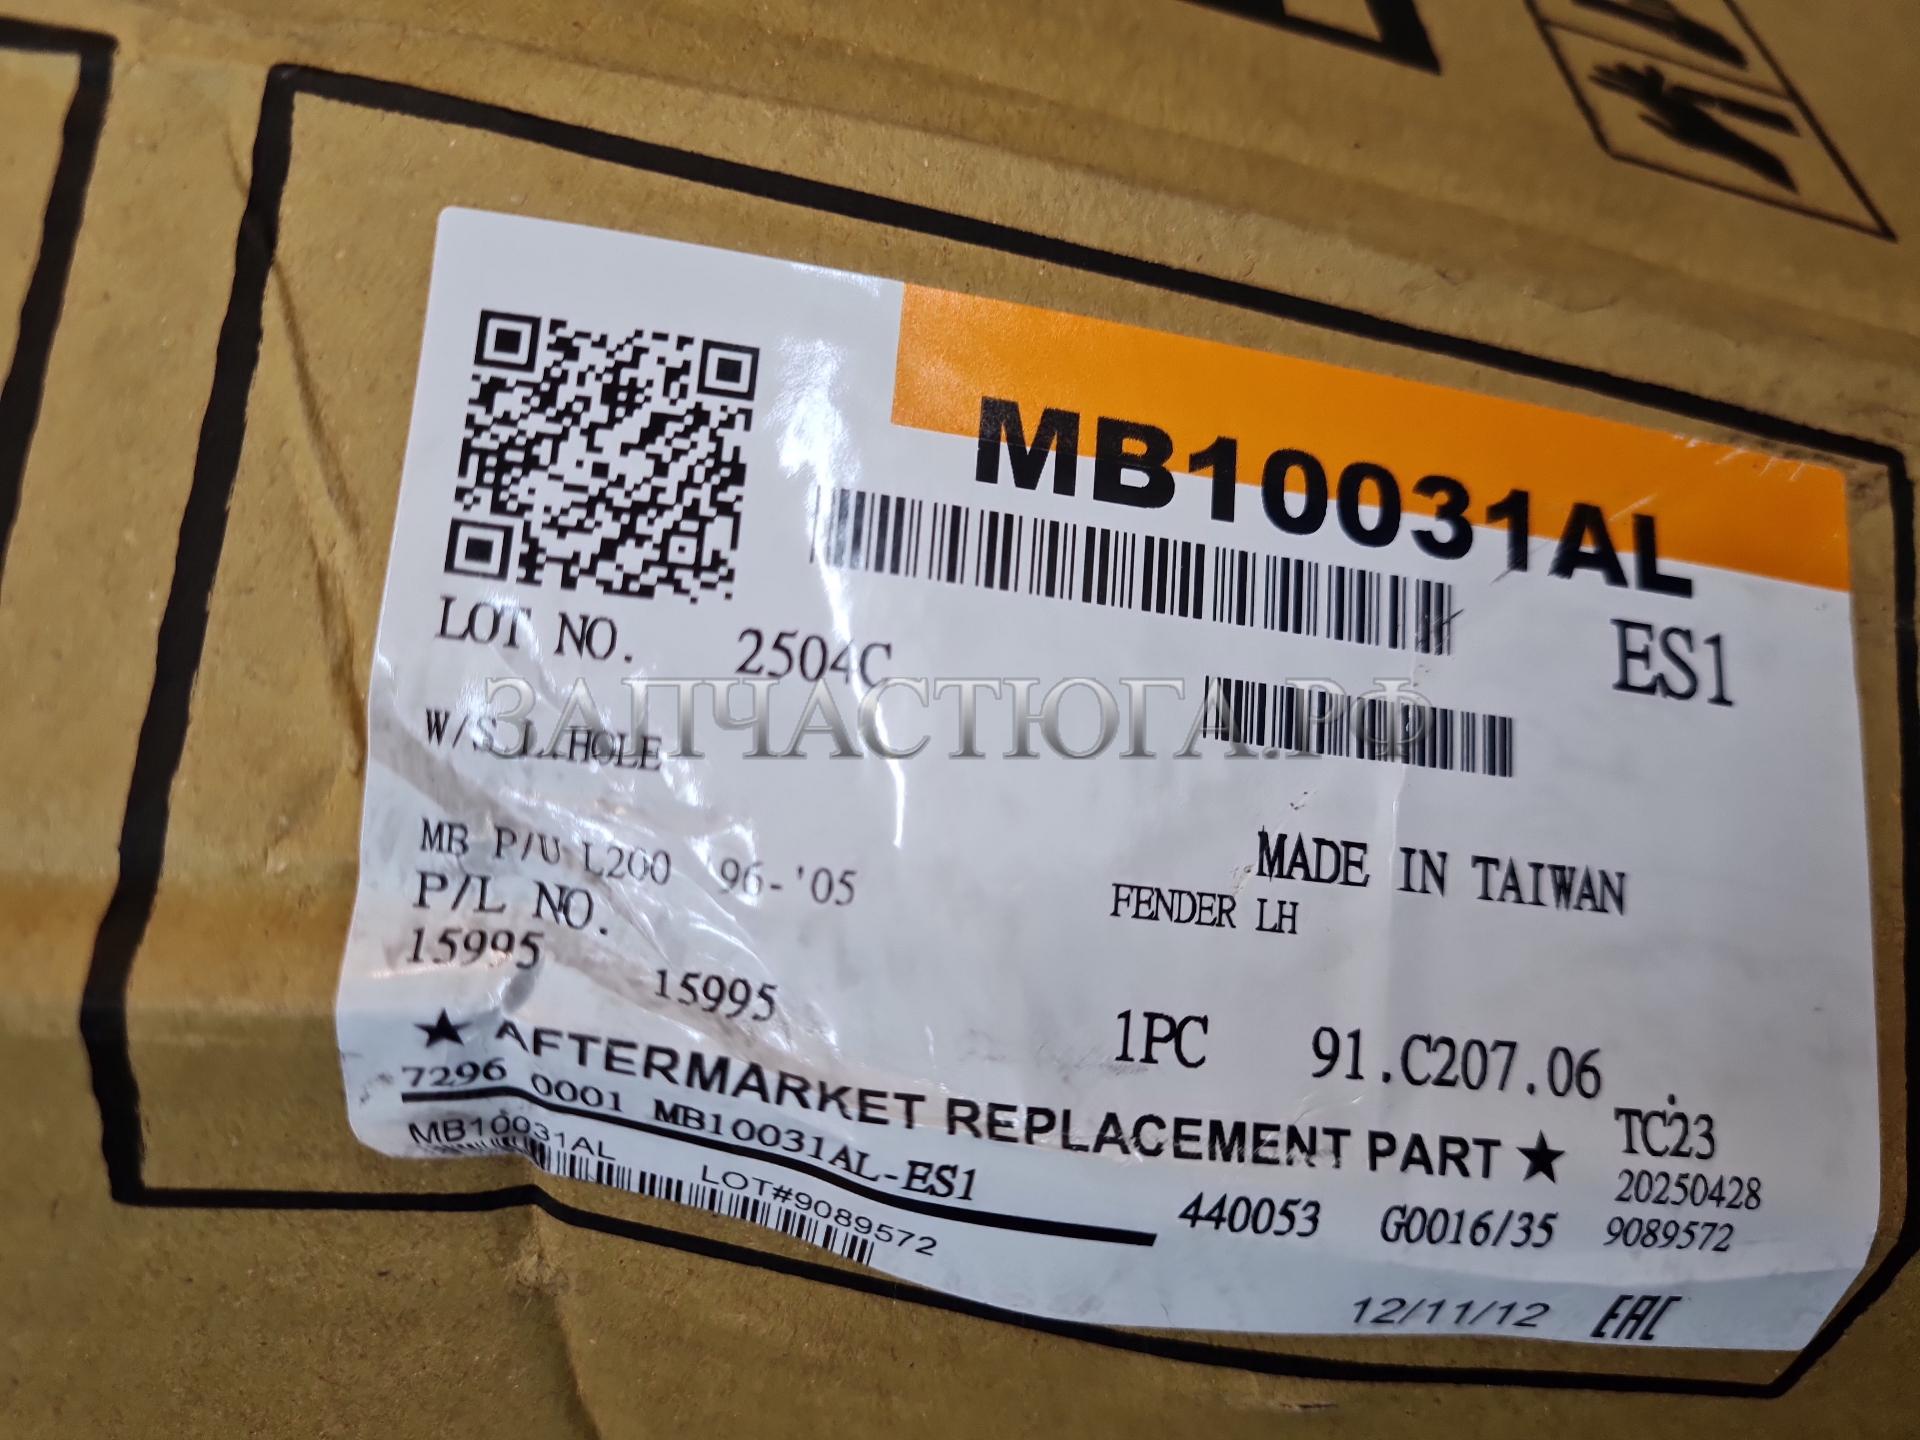 MB10031AL
ES1
LOT NO. 2504C
ЗАПЧАСТЮГА.РФ
W/S.L.HOLE
MADE IN TAIWAN
MB P/U L200 '96-'05
FENDER LH
P/L NO.
15995 15995
1PC 91.C207.06
★ AFTERMARKET REPLACEMENT PART ★
TC23
7296 0001 MB10031AL-ES1
20250428
440053 G0016/35 9089572
MB10031AL LOT#9089572
12/11/12 EAC